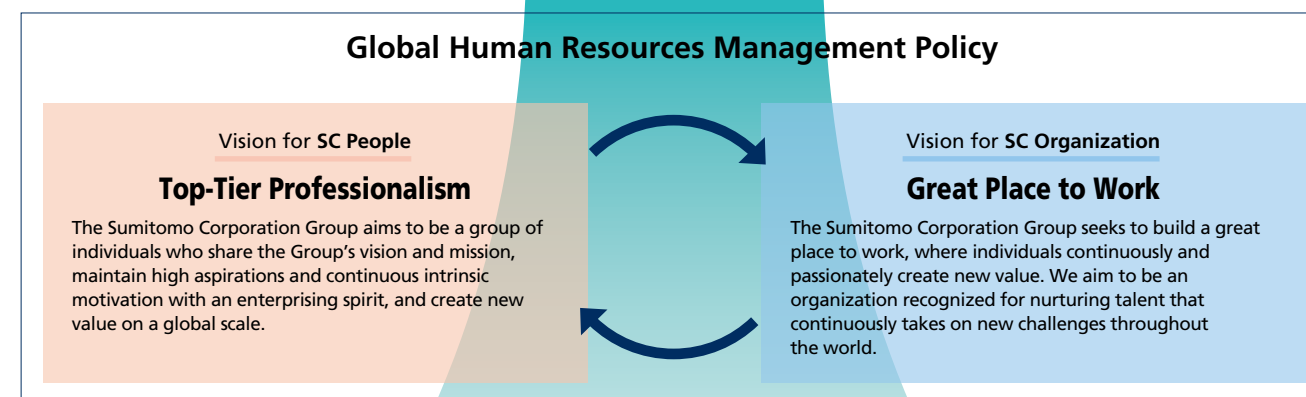 Global Human Resources Management Policy
Vision for SC People
Top-Tier Professionalism
The Sumitomo Corporation Group aims to be a group of
individuals who share the Group’s vision and mission,
maintain high aspirations and continuous intrinsic
motivation with an enterprising spirit, and create new
value on a global scale.
Vision for SC Organization
Great Place to Work
The Sumitomo Corporation Group seeks to build a great
place to work, where individuals continuously and
passionately create new value. We aim to be an
organization recognized for nurturing talent that
continuously takes on new challenges throughout
the world.